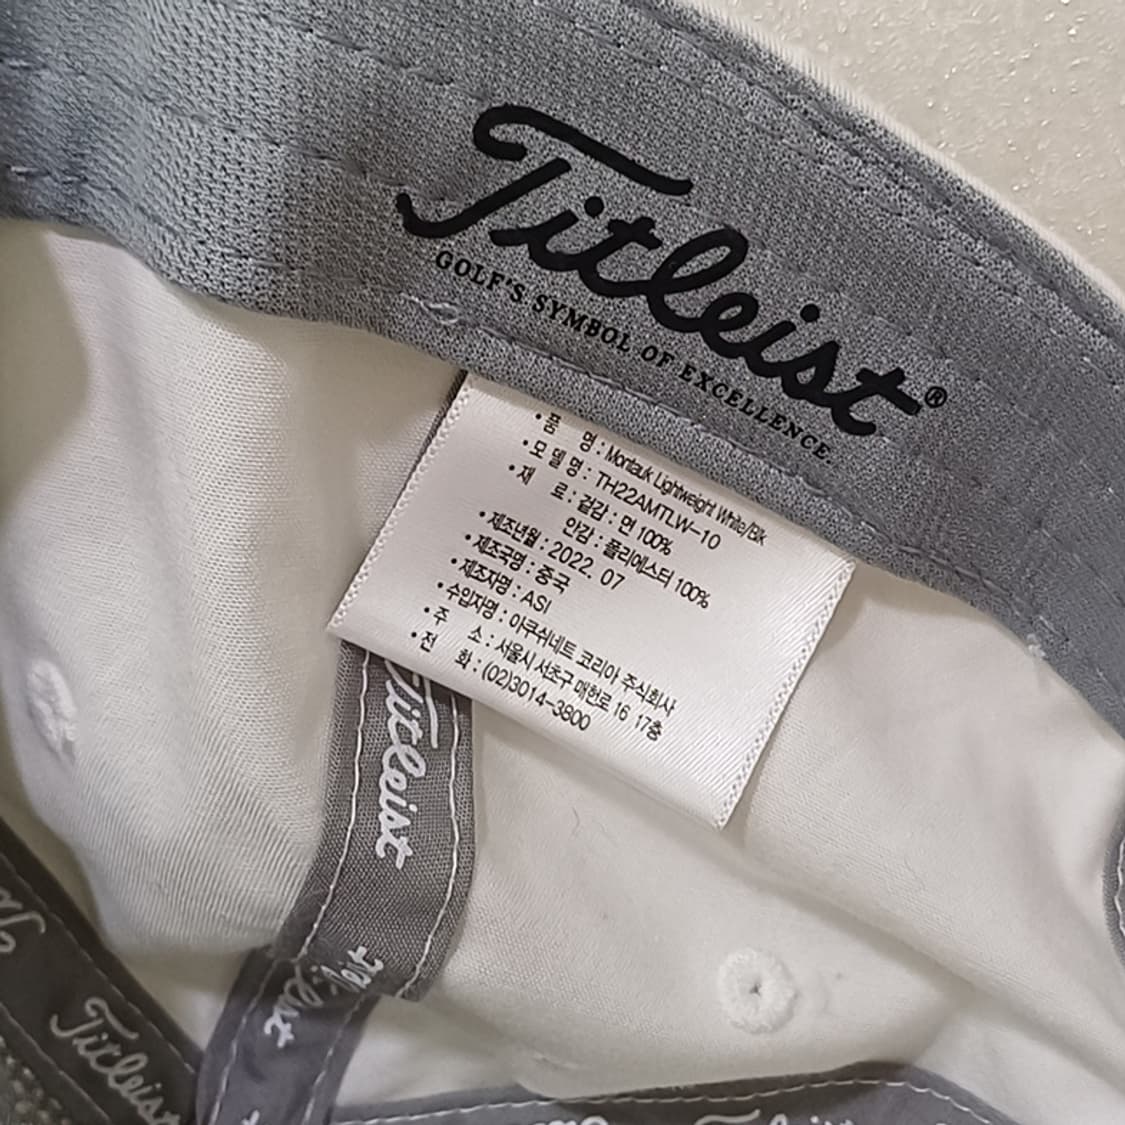 Titleist®
GOLF'S SYMBOL OF EXCELLENCE.
•품 명 : Montauk Lightweight White/Blk
•모 델 명 : TH22AMTLW-10
•재 료 : 겉감 : 면 100%
안감 : 폴리에스터 100%
•제조년월 : 2022. 07
•제조국명 : 중국
•제조자명 : ASI
•수입자명 : 아쿠쉬네트 코리아 주식회사
•주 소 : 서울시 서초구 매헌로 16 17층
•전 화 : (02)3014-3800
Titleist
Titleist